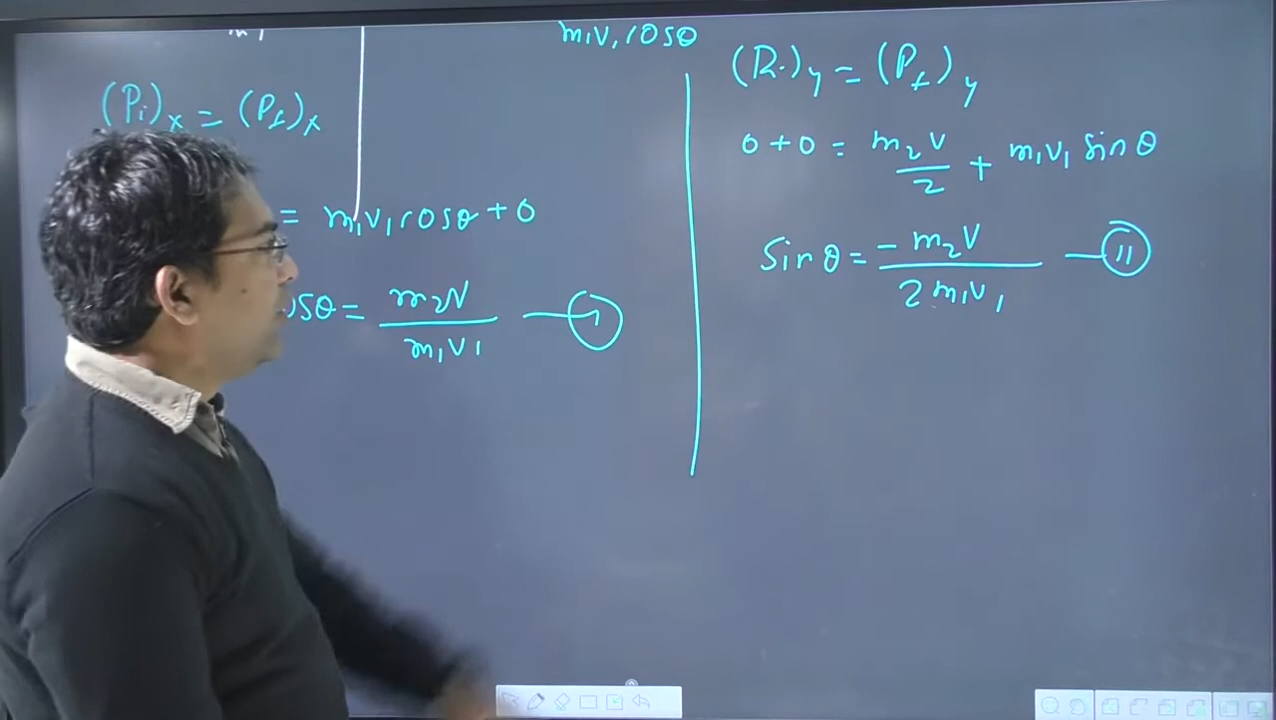 m₁v₁cosθ
(Pᵢ)ₓ = (P_f)ₓ
= m₁v₁cosθ + 0
osθ = m₂v / m₁v₁ — I
(Pᵢ)y = (P_f)y
0 + 0 = m₂v / 2 + m₁v₁ sinθ
Sinθ = -m₂v / 2m₁v₁ — II